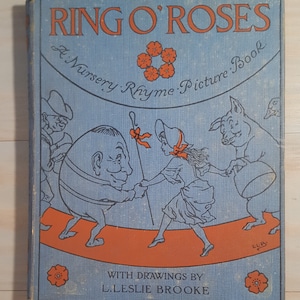 RING O' ROSES
A Nursery Rhyme Picture Book
WITH DRAWINGS BY
L. LESLIE BROOKE